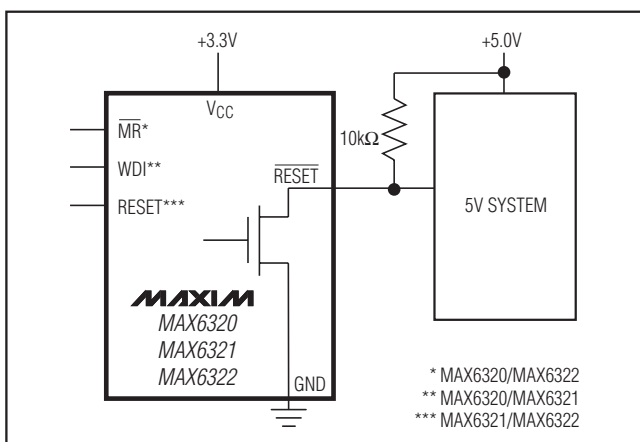 +3.3V
+5.0V
VCC
MR*
10kΩ
WDI**
RESET
RESET***
5V SYSTEM
MAXIM
MAX6320
MAX6321
MAX6322
GND
* MAX6320/MAX6322
** MAX6320/MAX6321
*** MAX6321/MAX6322